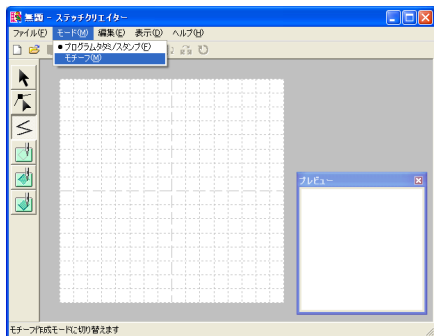 無題 - ステッチクリエイター
ファイル(F) モード(M) 編集(E) 表示(D) ヘルプ(H)
● プログラムタタミ/スタンプ(F)
モチーフ(M)
プレビュー
モチーフ作成モードに切り替えます